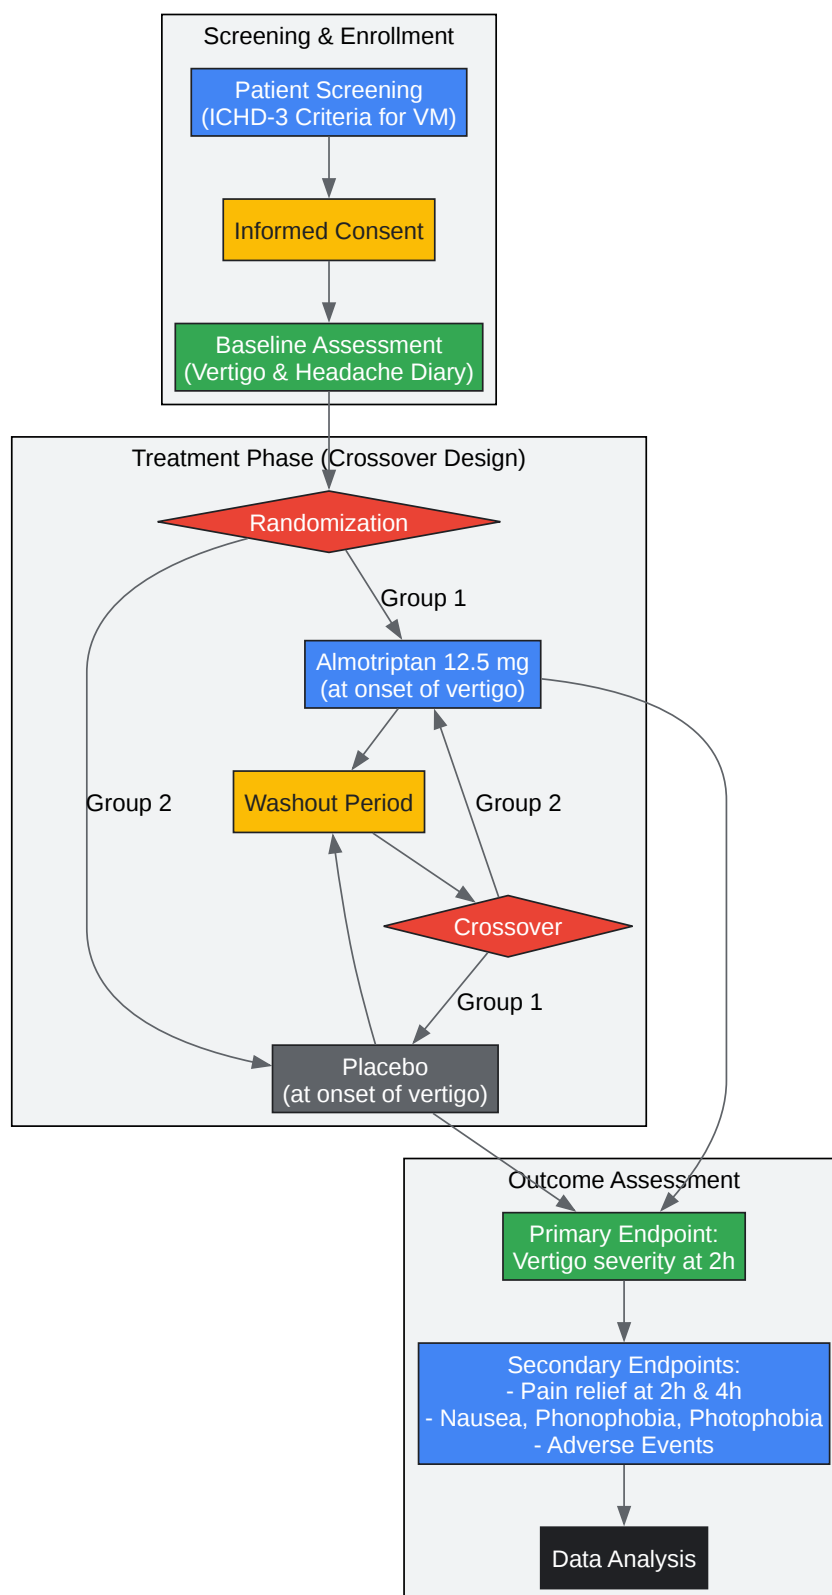 Screening & Enrollment
Patient Screening
(ICHD-3 Criteria for VM)
Informed Consent
Baseline Assessment
(Vertigo & Headache Diary)
Treatment Phase (Crossover Design)
Randomization
Group 1
Almotriptan 12.5 mg
(at onset of vertigo)
Washout Period
Group 2
Group 2
Crossover
Group 1
Placebo
(at onset of vertigo)
Outcome Assessment
Primary Endpoint:
Vertigo severity at 2h
Secondary Endpoints:
- Pain relief at 2h & 4h
- Nausea, Phonophobia, Photophobia
- Adverse Events
Data Analysis